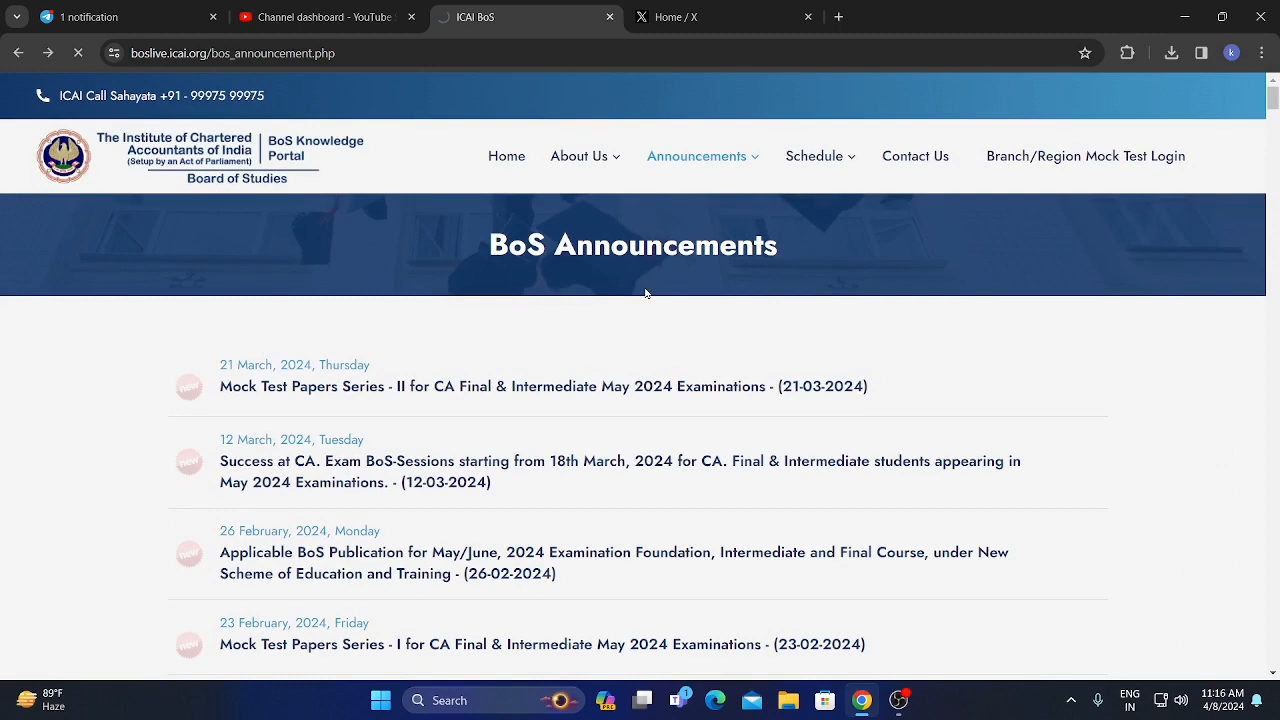 1 notification
Channel dashboard - YouTube S
ICAI BoS
Home / X
boslive.icai.org/bos_announcement.php
k
ICAI Call Sahayata +91 - 99975 99975
The Institute of Chartered
Accountants of India
(Setup by an Act of Parliament)
BoS Knowledge
Portal
Board of Studies
Home
About Us
Announcements
Schedule
Contact Us
Branch/Region Mock Test Login
BoS Announcements
21 March, 2024, Thursday
new
Mock Test Papers Series - II for CA Final & Intermediate May 2024 Examinations - (21-03-2024)
12 March, 2024, Tuesday
new
Success at CA. Exam BoS-Sessions starting from 18th March, 2024 for CA. Final & Intermediate students appearing in
May 2024 Examinations. - (12-03-2024)
26 February, 2024, Monday
new
Applicable BoS Publication for May/June, 2024 Examination Foundation, Intermediate and Final Course, under New
Scheme of Education and Training - (26-02-2024)
23 February, 2024, Friday
new
Mock Test Papers Series - I for CA Final & Intermediate May 2024 Examinations - (23-02-2024)
89°F
Haze
Search
PRE
1
ENG
IN
11:16 AM
4/8/2024